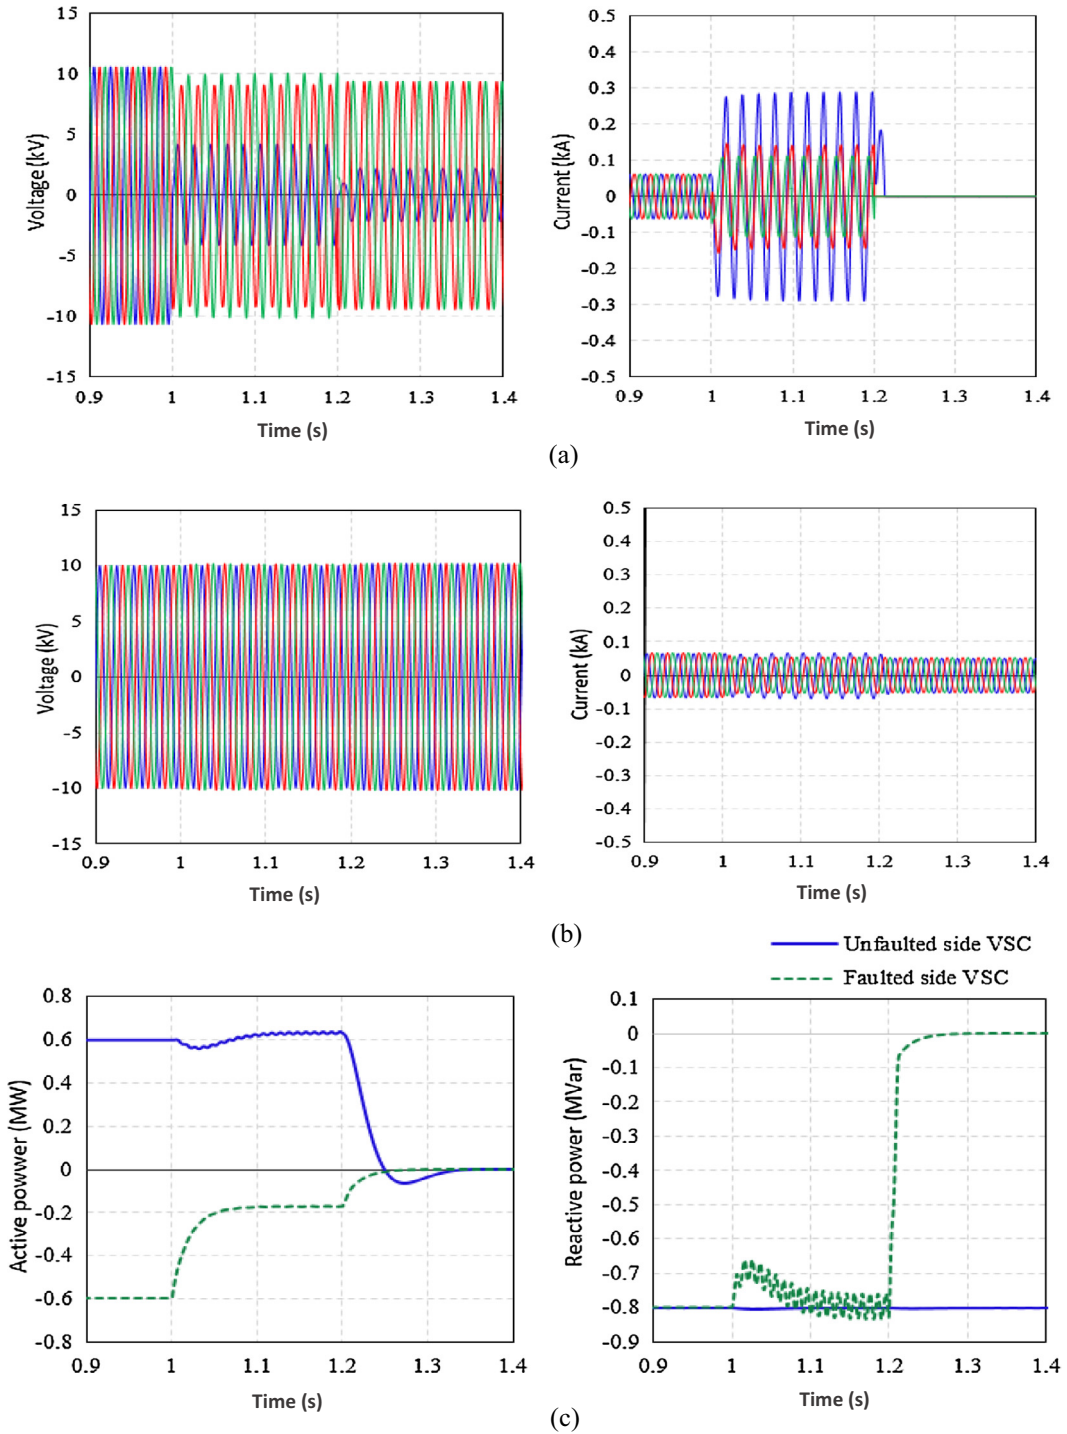 15
10
5
0
-5
-10
-15
Voltage (kV)
0.9 1 1.1 1.2 1.3 1.4
Time (s)
0.5
0.4
0.3
0.2
0.1
0
-0.1
-0.2
-0.3
-0.4
-0.5
Current (kA)
0.9 1 1.1 1.2 1.3 1.4
Time (s)
(a)
15
10
5
0
-5
-10
-15
Voltage (kV)
0.9 1 1.1 1.2 1.3 1.4
Time (s)
0.5
0.4
0.3
0.2
0.1
0
-0.1
-0.2
-0.3
-0.4
-0.5
Current (kA)
0.9 1 1.1 1.2 1.3 1.4
Time (s)
(b)
Unfaulted side VSC
Faulted side VSC
0.8
0.6
0.4
0.2
0
-0.2
-0.4
-0.6
-0.8
Active powwer (MW)
0.9 1 1.1 1.2 1.3 1.4
Time (s)
0.1
0
-0.1
-0.2
-0.3
-0.4
-0.5
-0.6
-0.7
-0.8
-0.9
Reactive power (MVar)
0.9 1 1.1 1.2 1.3 1.4
Time (s)
(c)